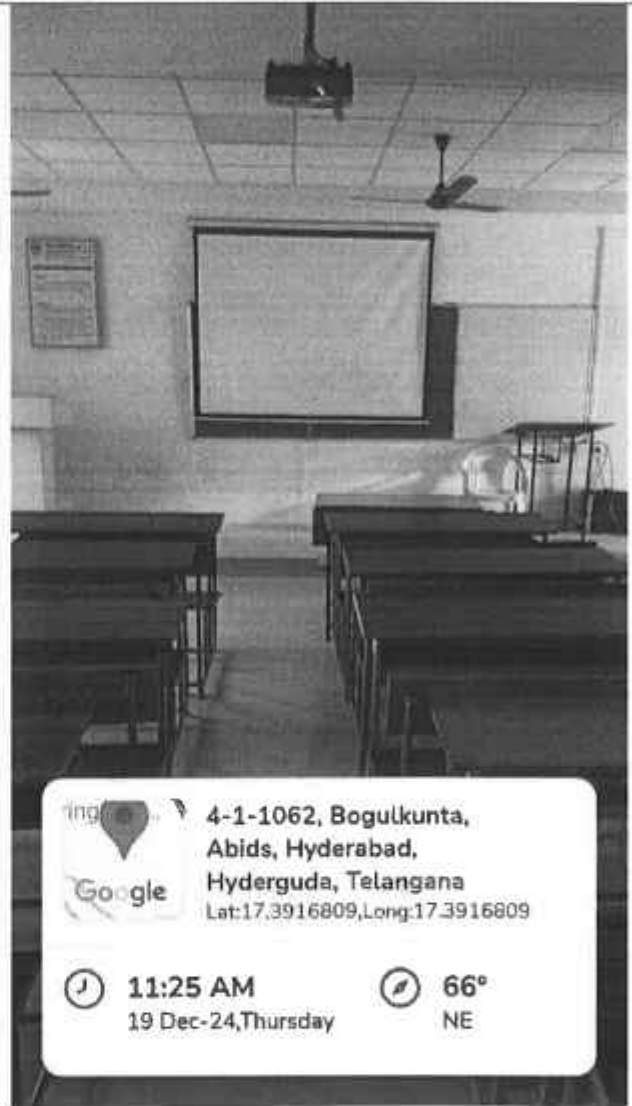 ing
Google
4-1-1062, Bogulkunta,
Abids, Hyderabad,
Hyderguda, Telangana
Lat:17.3916809,Long:17.3916809
11:25 AM
19 Dec-24,Thursday
66°
NE